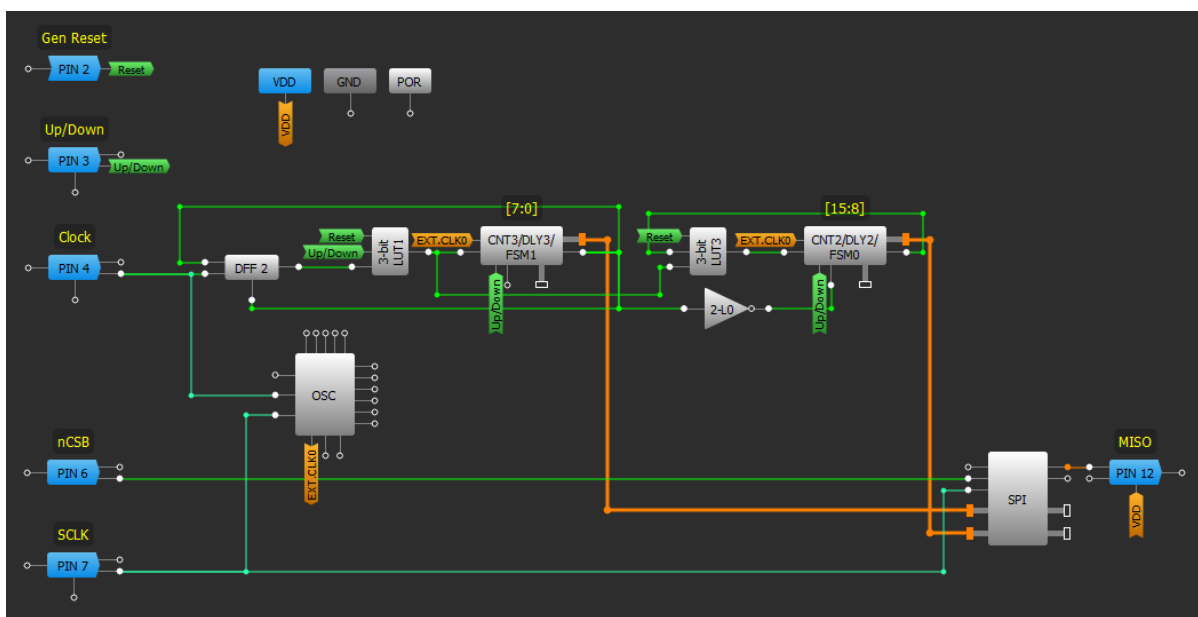 Gen Reset
PIN 2
Reset
VDD
GND
POR
VDD
Up/Down
PIN 3
Up/Down
[7:0]
[15:8]
Clock
PIN 4
DFF 2
Reset
Up/Down
3-bit
LUT1
EXT.CLK0
CNT3/DLY3/
FSM1
Reset
3-bit
LUT3
EXT.CLK0
CNT2/DLY2/
FSM0
Up/Down
2-L0
Up/Down
OSC
EXT.CLK0
nCSB
PIN 6
MISO
PIN 12
SPI
VDD
SCLK
PIN 7